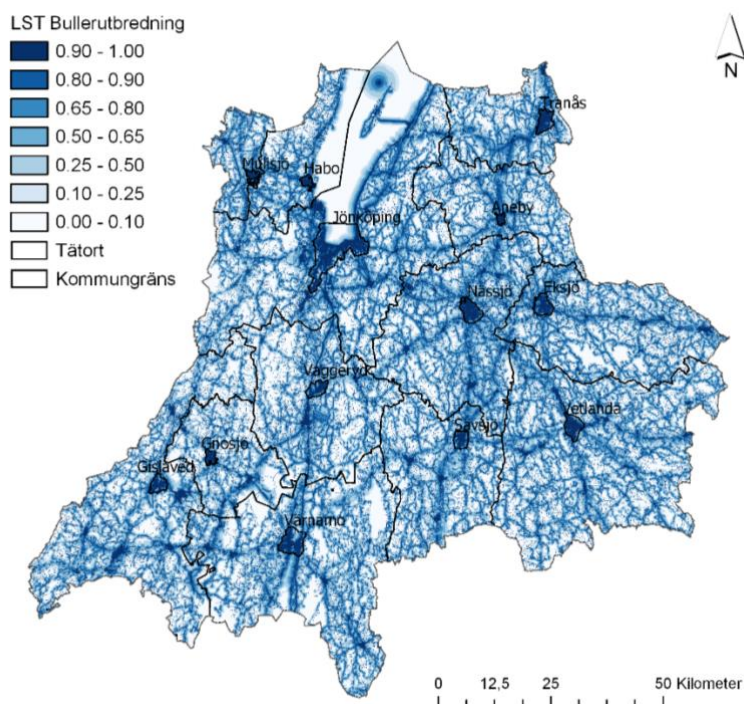 LST Bullerutbredning
0.90 - 1.00
0.80 - 0.90
0.65 - 0.80
0.50 - 0.65
0.25 - 0.50
0.10 - 0.25
0.00 - 0.10
Tätort
Kommungräns
N
Tranås
Mullsjö
Habo
Jönköping
Aneby
Nässjö
Eksjö
Vaggeryd
Vetlanda
Sävsjö
Gnosjö
Gislaved
Värnamo
0 12,5 25 50 Kilometer